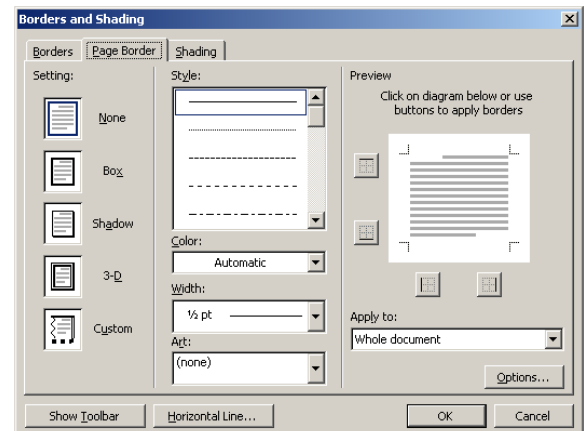 Borders and Shading
Borders
Page Border
Shading
Setting:
None
Box
Shadow
3-D
Custom
Style:
Color:
Automatic
Width:
½ pt
Art:
(none)
Preview
Click on diagram below or use
buttons to apply borders
Apply to:
Whole document
Options...
Show Toolbar
Horizontal Line...
OK
Cancel